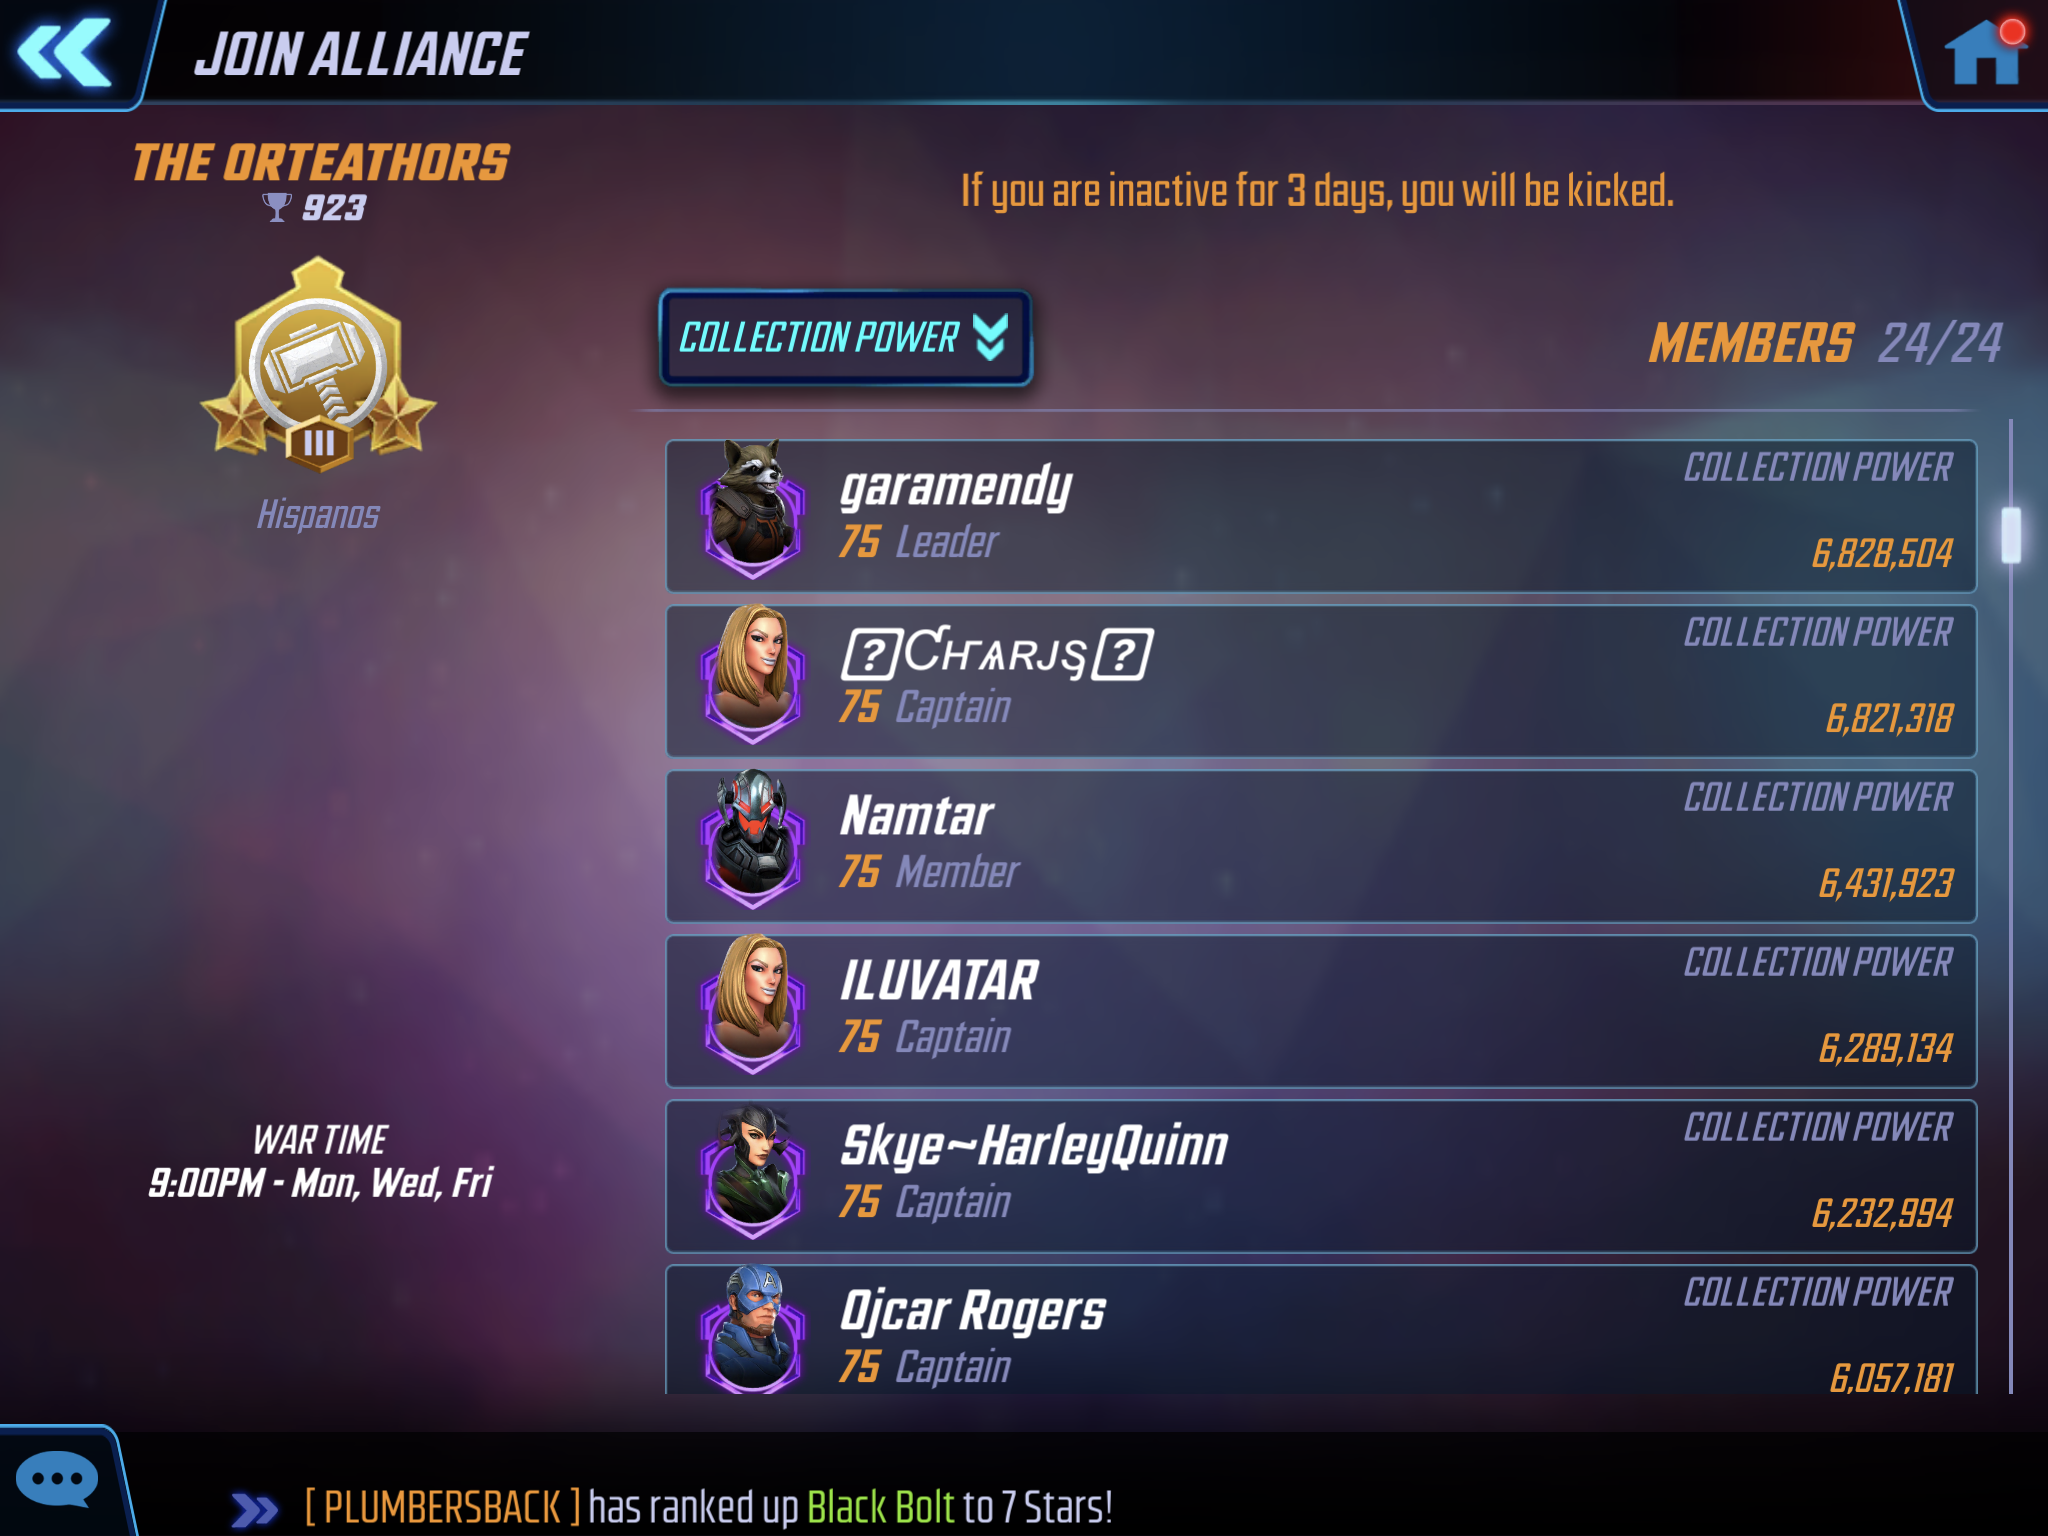 JOIN ALLIANCE
THE ORTEATHORS
923
III
Hispanos
WAR TIME
9:00PM - Mon, Wed, Fri
If you are inactive for 3 days, you will be kicked.
COLLECTION POWER
MEMBERS 24/24
garamendy
75 Leader
COLLECTION POWER
6,828,504
75 Captain
COLLECTION POWER
6,821,318
Namtar
75 Member
COLLECTION POWER
6,431,923
ILUVATAR
75 Captain
COLLECTION POWER
6,289,134
Skye~HarleyQuinn
75 Captain
COLLECTION POWER
6,232,994
Ojcar Rogers
75 Captain
COLLECTION POWER
6,057,181
[ PLUMBERSBACK ] has ranked up Black Bolt to 7 Stars!